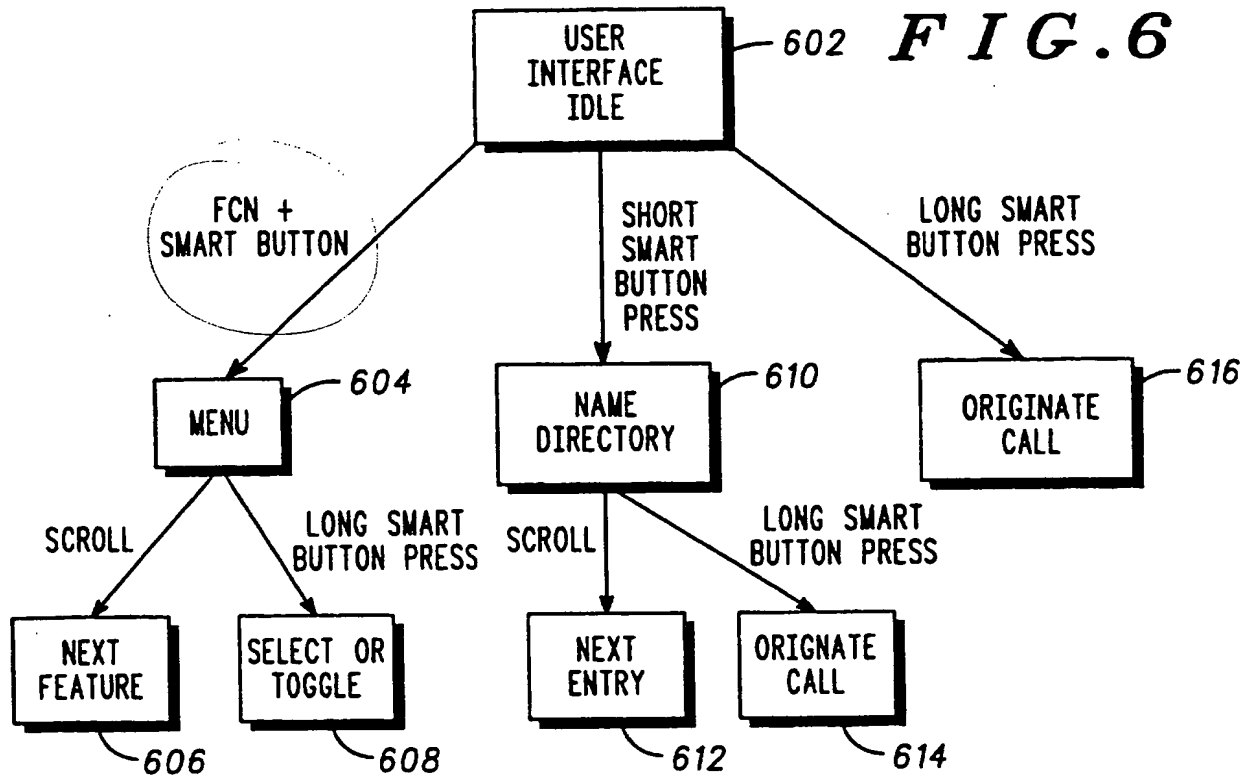 FIG.6
USER
INTERFACE
IDLE
602
FCN +
SMART BUTTON
SHORT
SMART
BUTTON
PRESS
LONG SMART
BUTTON PRESS
MENU
604
NAME
DIRECTORY
610
ORIGINATE
CALL
616
SCROLL
LONG SMART
BUTTON PRESS
SCROLL
LONG SMART
BUTTON PRESS
NEXT
FEATURE
606
SELECT OR
TOGGLE
608
NEXT
ENTRY
612
ORIGNATE
CALL
614